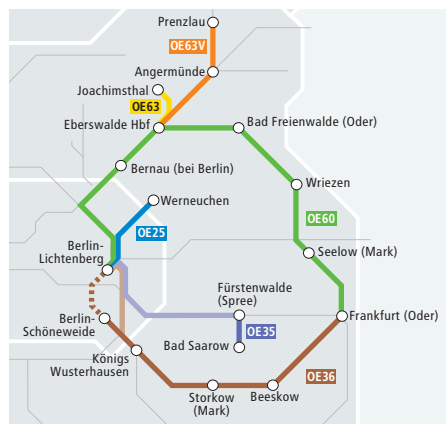 Prenzlau
OE63V
Angermünde
Joachimsthal
OE63
Eberswalde Hbf
Bad Freienwalde (Oder)
Bernau (bei Berlin)
Wriezen
Werneuchen
OE60
OE25
Berlin-
Lichtenberg
Seelow (Mark)
Fürstenwalde
(Spree)
Berlin-
Schöneweide
Frankfurt (Oder)
OE35
Bad Saarow
Königs
Wusterhausen
OE36
Storkow
(Mark)
Beeskow